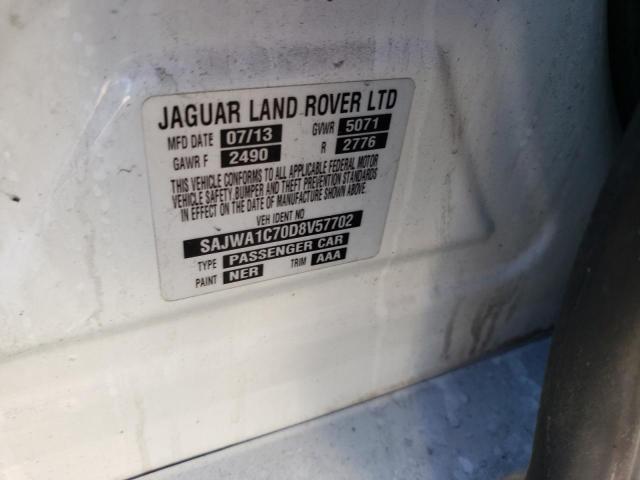 JAGUAR LAND ROVER LTD
MFD DATE 07/13 GVWR 5071
GAWR F 2490 R 2776
THIS VEHICLE CONFORMS TO ALL APPLICABLE FEDERAL MOTOR
VEHICLE SAFETY, BUMPER AND THEFT PREVENTION STANDARDS
IN EFFECT ON THE DATE OF MANUFACTURE SHOWN ABOVE.
VEH IDENT NO
SAJWA1C70D8V57702
TYPE PASSENGER CAR
PAINT NER TRIM AAA